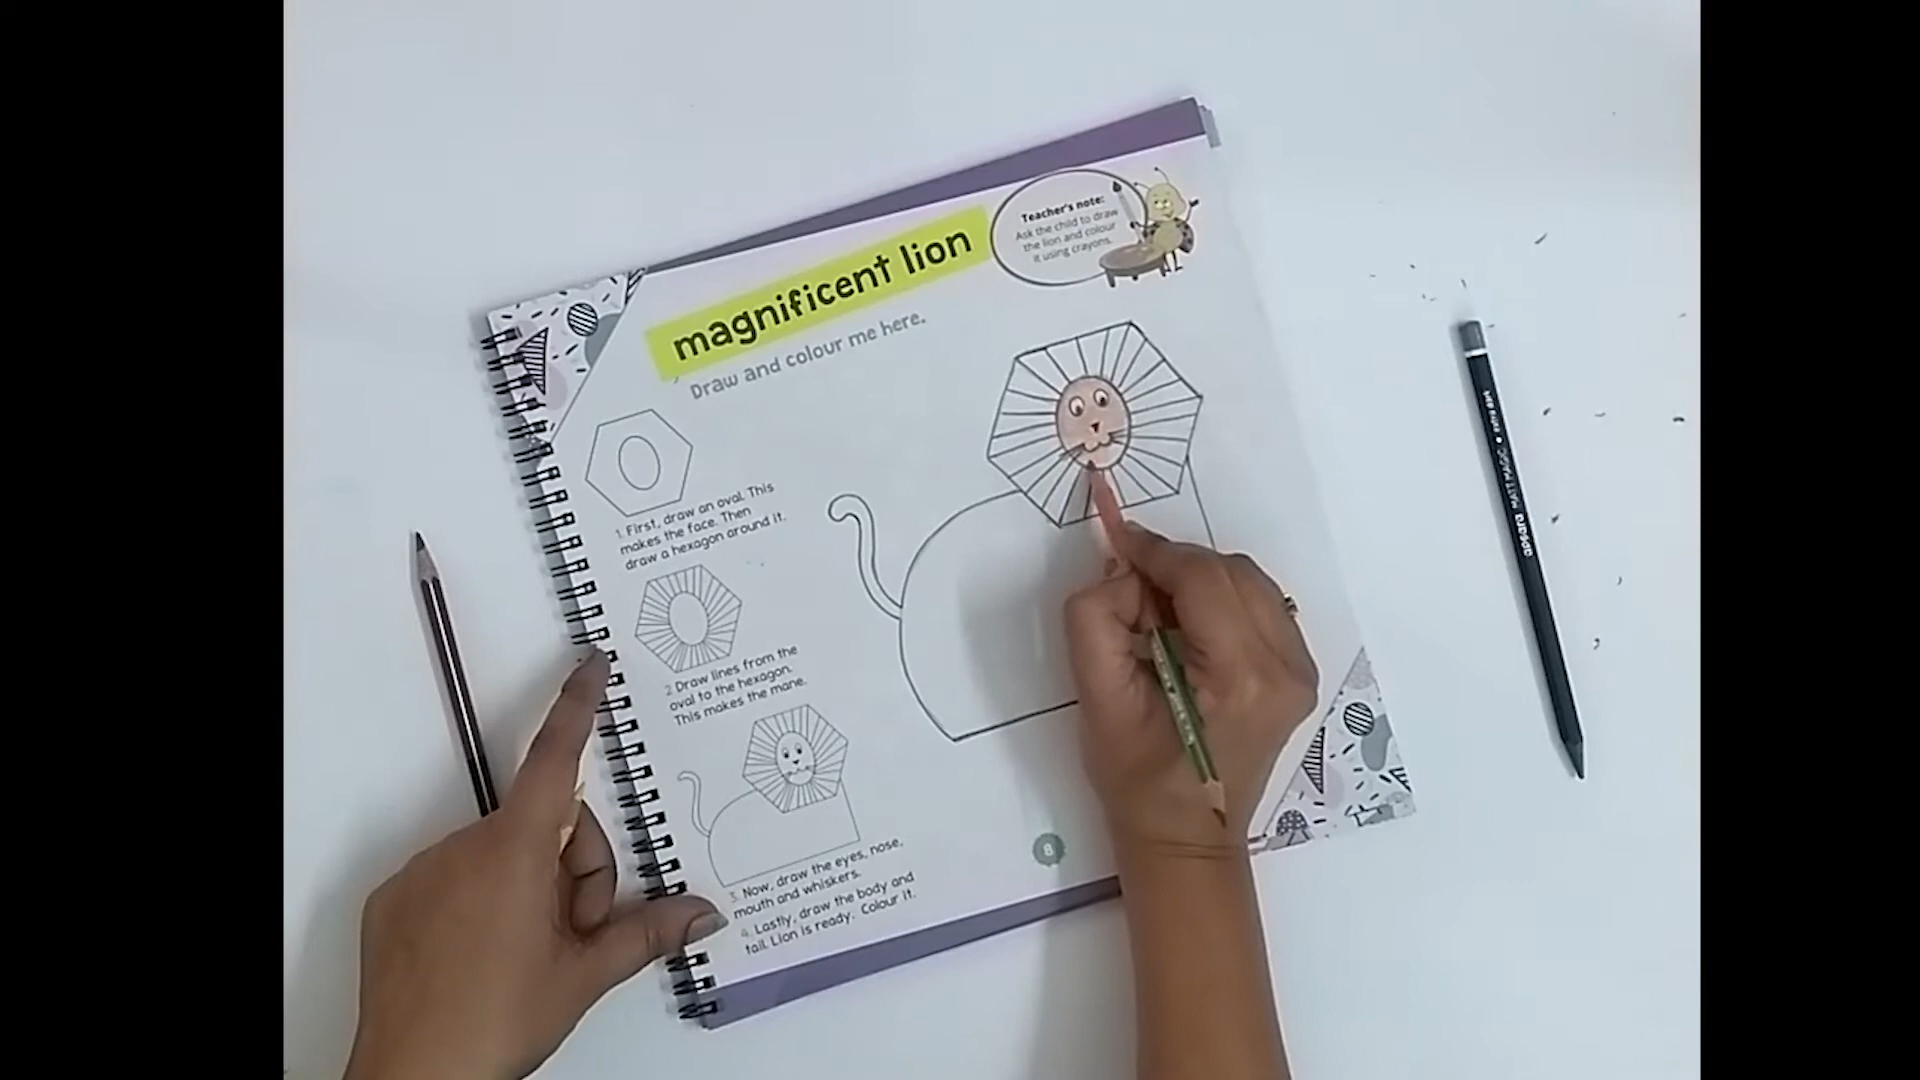 magnificent lion
Teacher's note:
Ask the child to draw
the lion and colour
it using crayons.
Draw and colour me here.
1. First, draw an oval. This
makes the face. Then
draw a hexagon around it.
2 Draw lines from the
oval to the hexagon.
This makes the mane.
3. Now, draw the eyes, nose,
mouth and whiskers.
4. Lastly, draw the body and
tail. Lion is ready. Colour it.
8
apsara MATT MAGIC